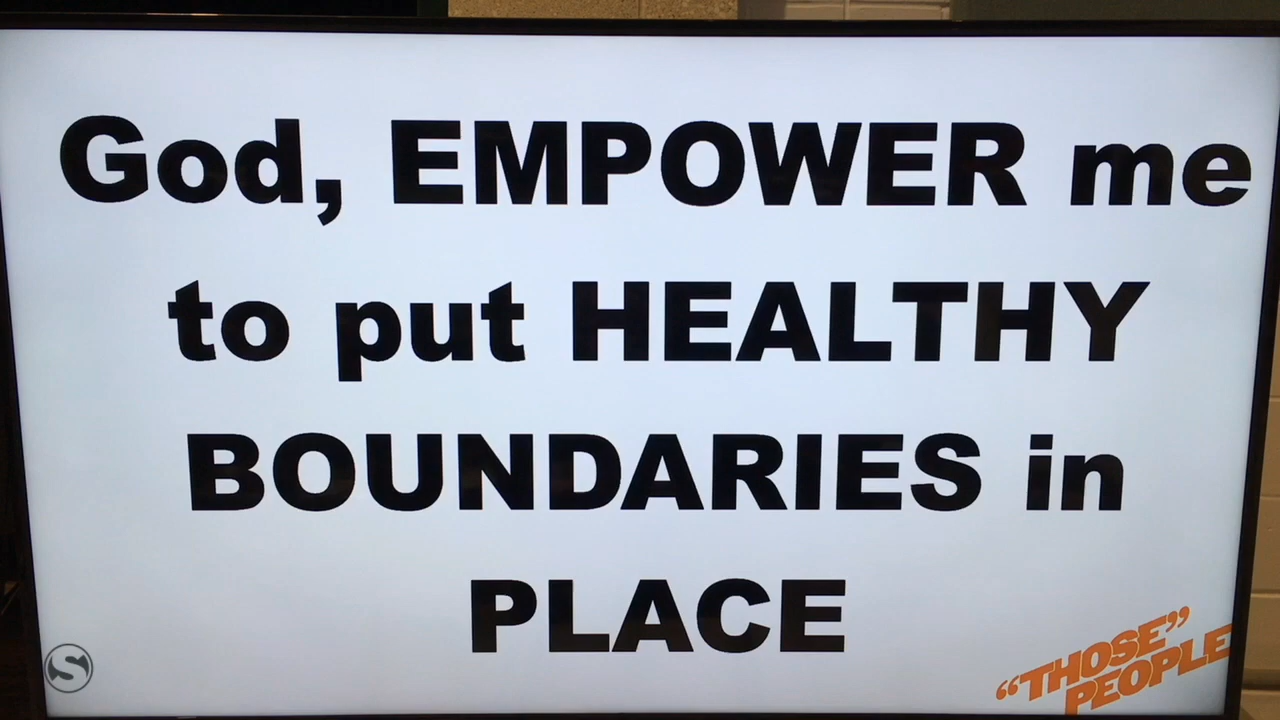 God, EMPOWER me
to put HEALTHY
BOUNDARIES in
PLACE
S
"THOSE"
PEOPLE